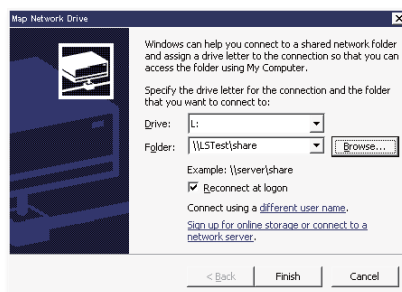 Map Network Drive
Windows can help you connect to a shared network folder
and assign a drive letter to the connection so that you can
access the folder using My Computer.
Specify the drive letter for the connection and the folder
that you want to connect to:
Drive: L:
Folder: \\LSTest\share Browse...
Example: \\server\share
Reconnect at logon
Connect using a different user name.
Sign up for online storage or connect to a
network server.
< Back Finish Cancel